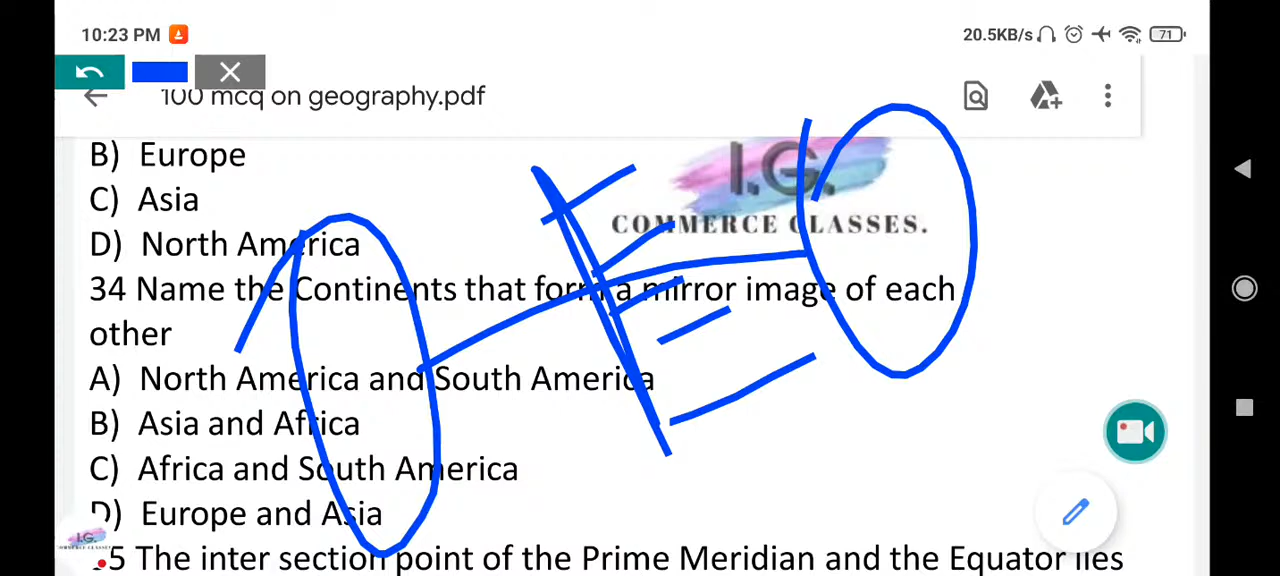 10:23 PM
20.5KB/s
71
100 mcq on geography.pdf
B) Europe
C) Asia
D) North America
I.G.
COMMERCE CLASSES.
34 Name the Continents that form a mirror image of each
other
A) North America and South America
B) Asia and Africa
C) Africa and South America
D) Europe and Asia
I.G.
COMMERCE CLASSES
5 The inter section point of the Prime Meridian and the Equator lies